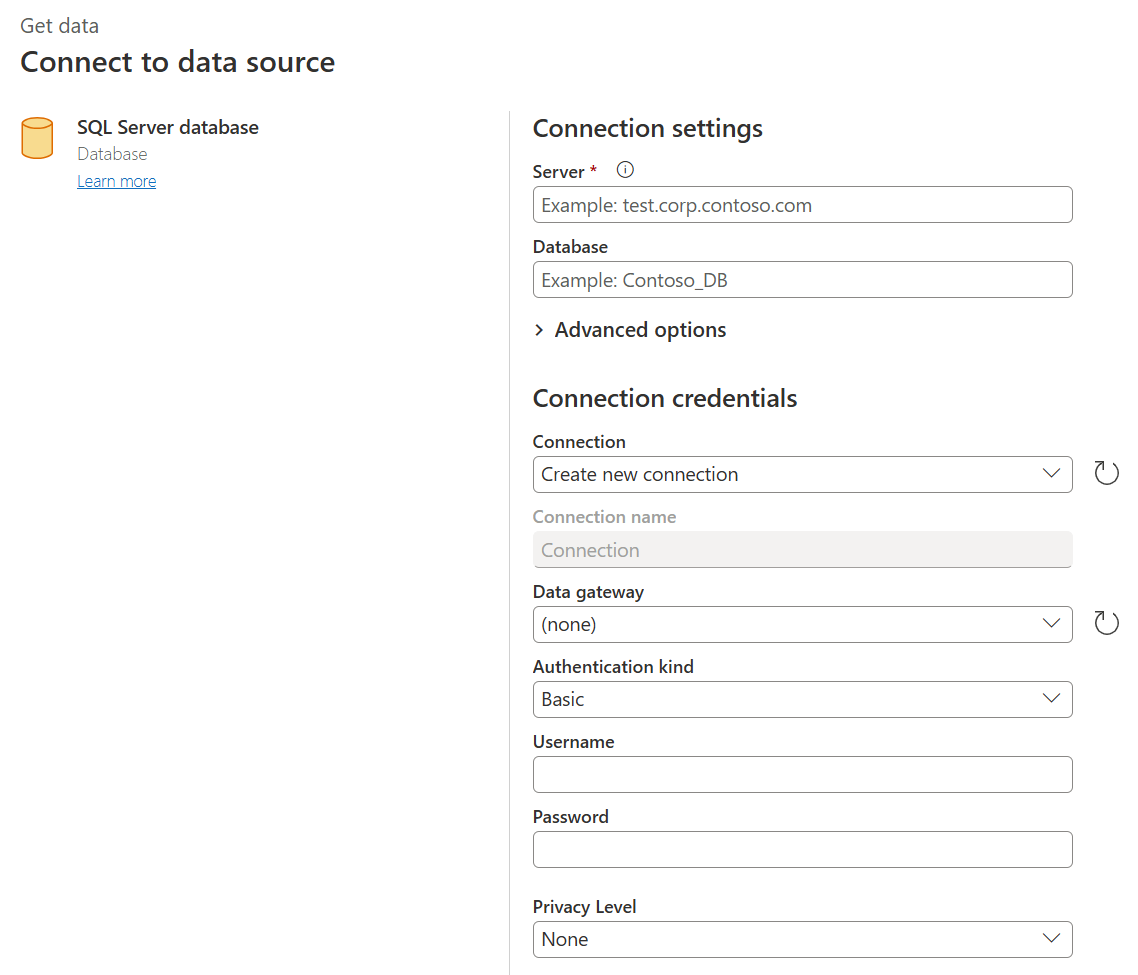 Get data
Connect to data source
SQL Server database
Database
Learn more
Connection settings
Server *
Example: test.corp.contoso.com
Database
Example: Contoso_DB
Advanced options
Connection credentials
Connection
Create new connection
Connection name
Connection
Data gateway
(none)
Authentication kind
Basic
Username
Password
Privacy Level
None